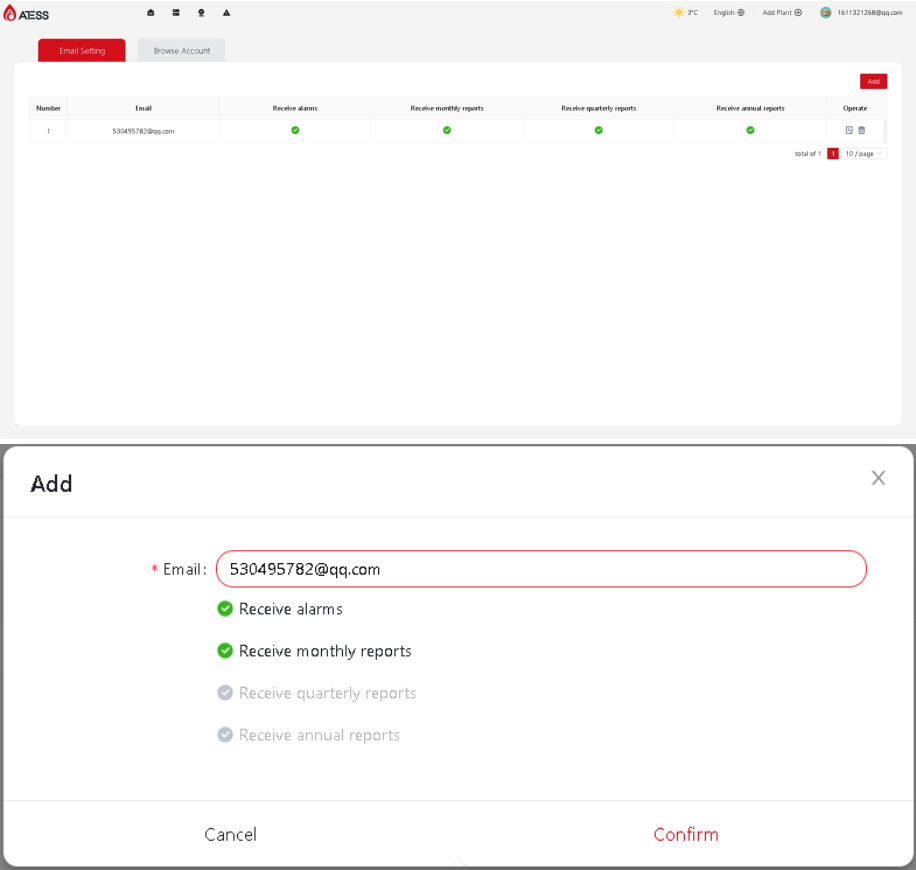 ATESS 3°C English Add Plant 1611321268@qq.com
Email Setting Browse Account
Add
Number Email Receive alarms Receive monthly reports Receive quarterly reports Receive annual reports Operate
1 530495782@qq.com
total of 1 1 10 / page
Add X
* Email: 530495782@qq.com
Receive alarms
Receive monthly reports
Receive quarterly reports
Receive annual reports
Cancel Confirm